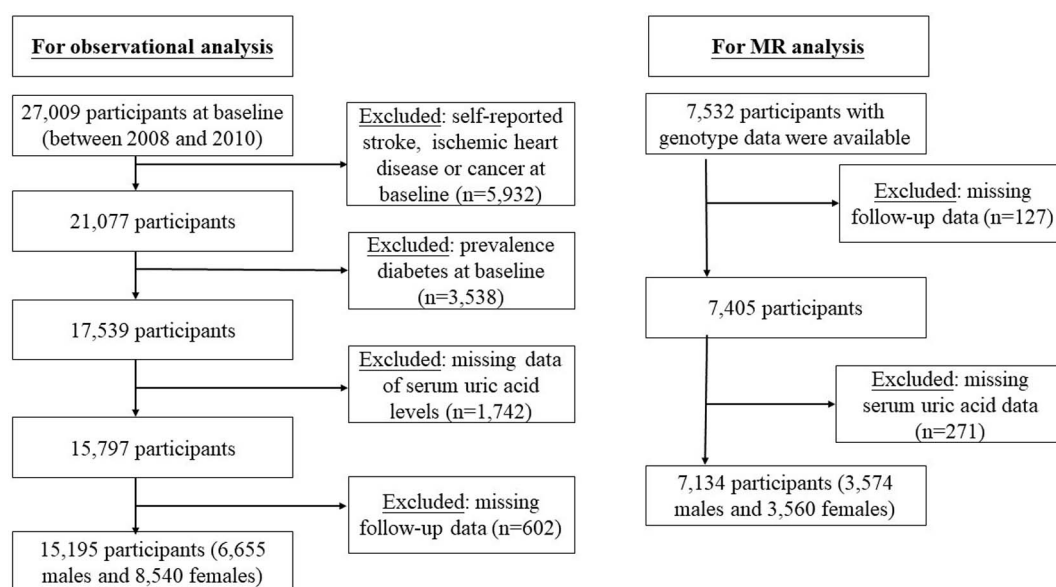 For observational analysis
27,009 participants at baseline
(between 2008 and 2010)
Excluded: self-reported
stroke, ischemic heart
disease or cancer at
baseline (n=5,932)
21,077 participants
Excluded: prevalence
diabetes at baseline
(n=3,538)
17,539 participants
Excluded: missing data
of serum uric acid
levels (n=1,742)
15,797 participants
Excluded: missing
follow-up data (n=602)
15,195 participants (6,655
males and 8,540 females)
For MR analysis
7,532 participants with
genotype data were available
Excluded: missing
follow-up data (n=127)
7,405 participants
Excluded: missing
serum uric acid data
(n=271)
7,134 participants (3,574
males and 3,560 females)